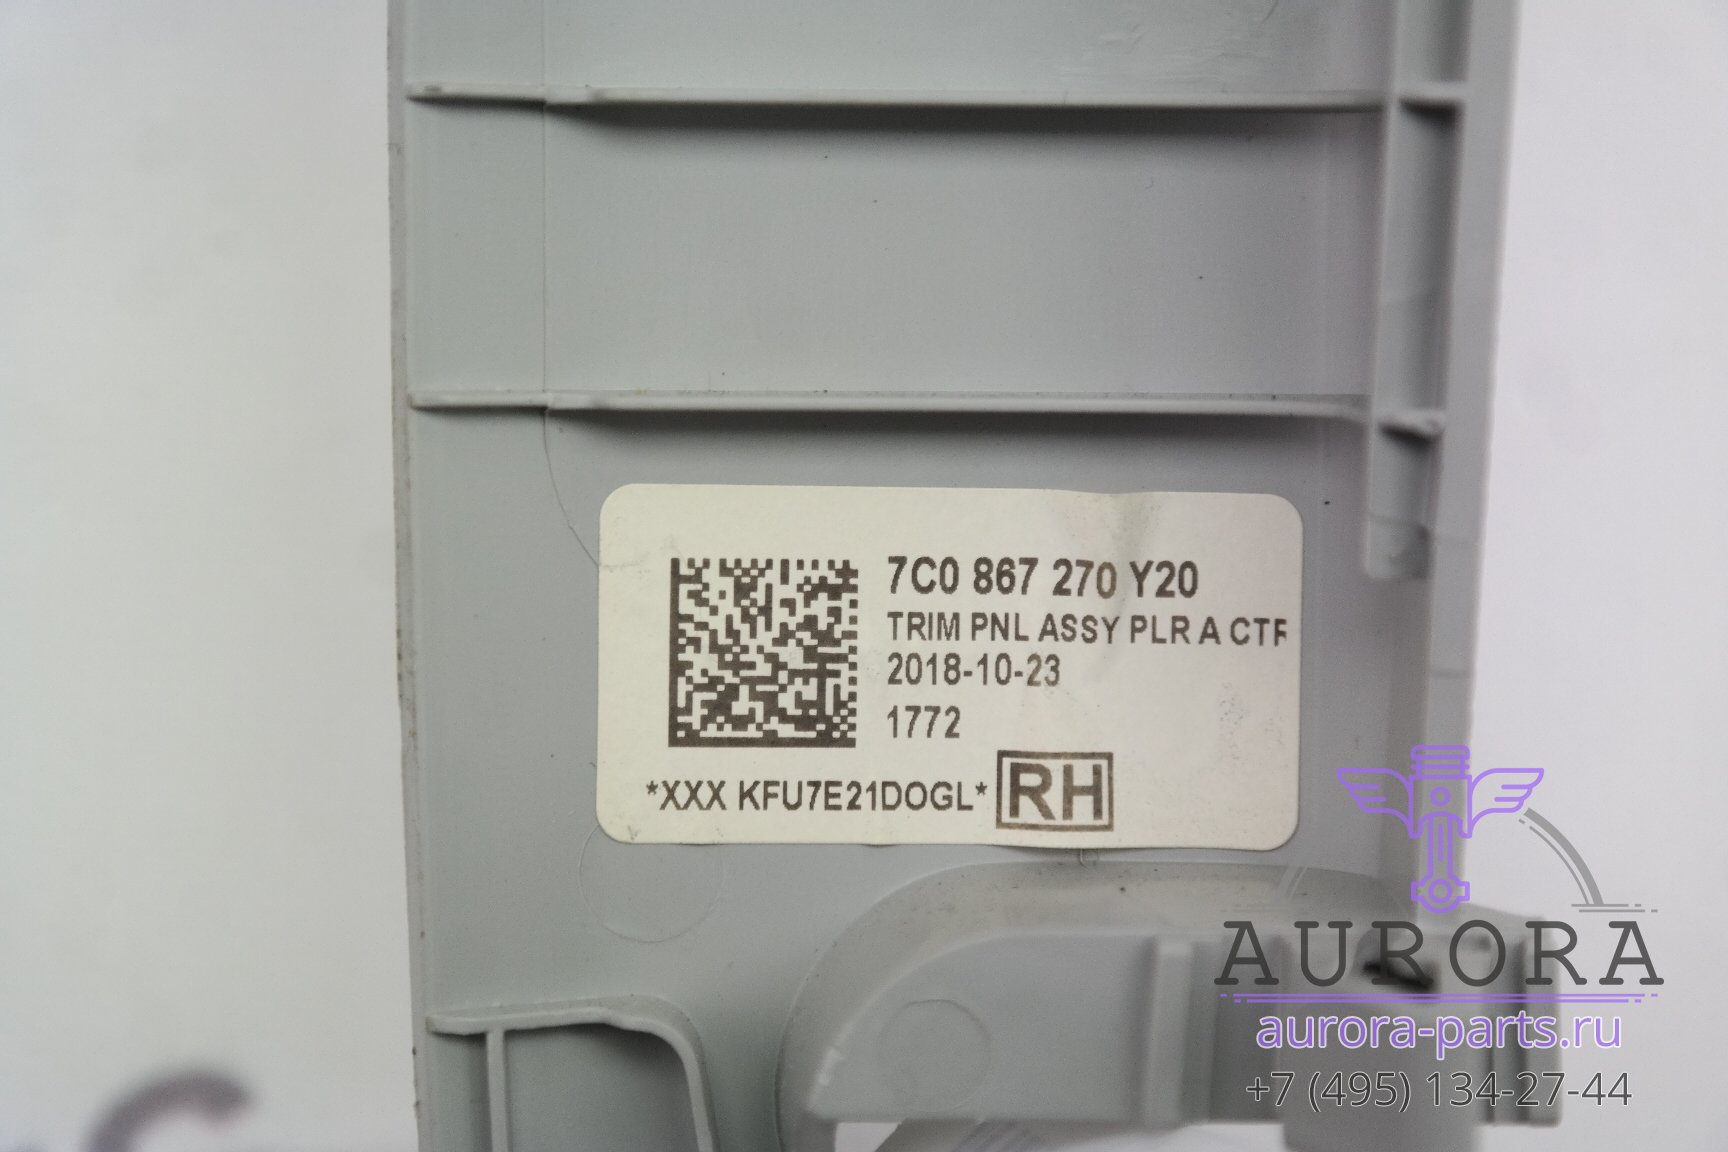 7C0 867 270 Y20
TRIM PNL ASSY PLR A CTR
2018-10-23
1772
*XXX KFU7E21DOGL* RH
AURORA
aurora-parts.ru
+7 (495) 134-27-44